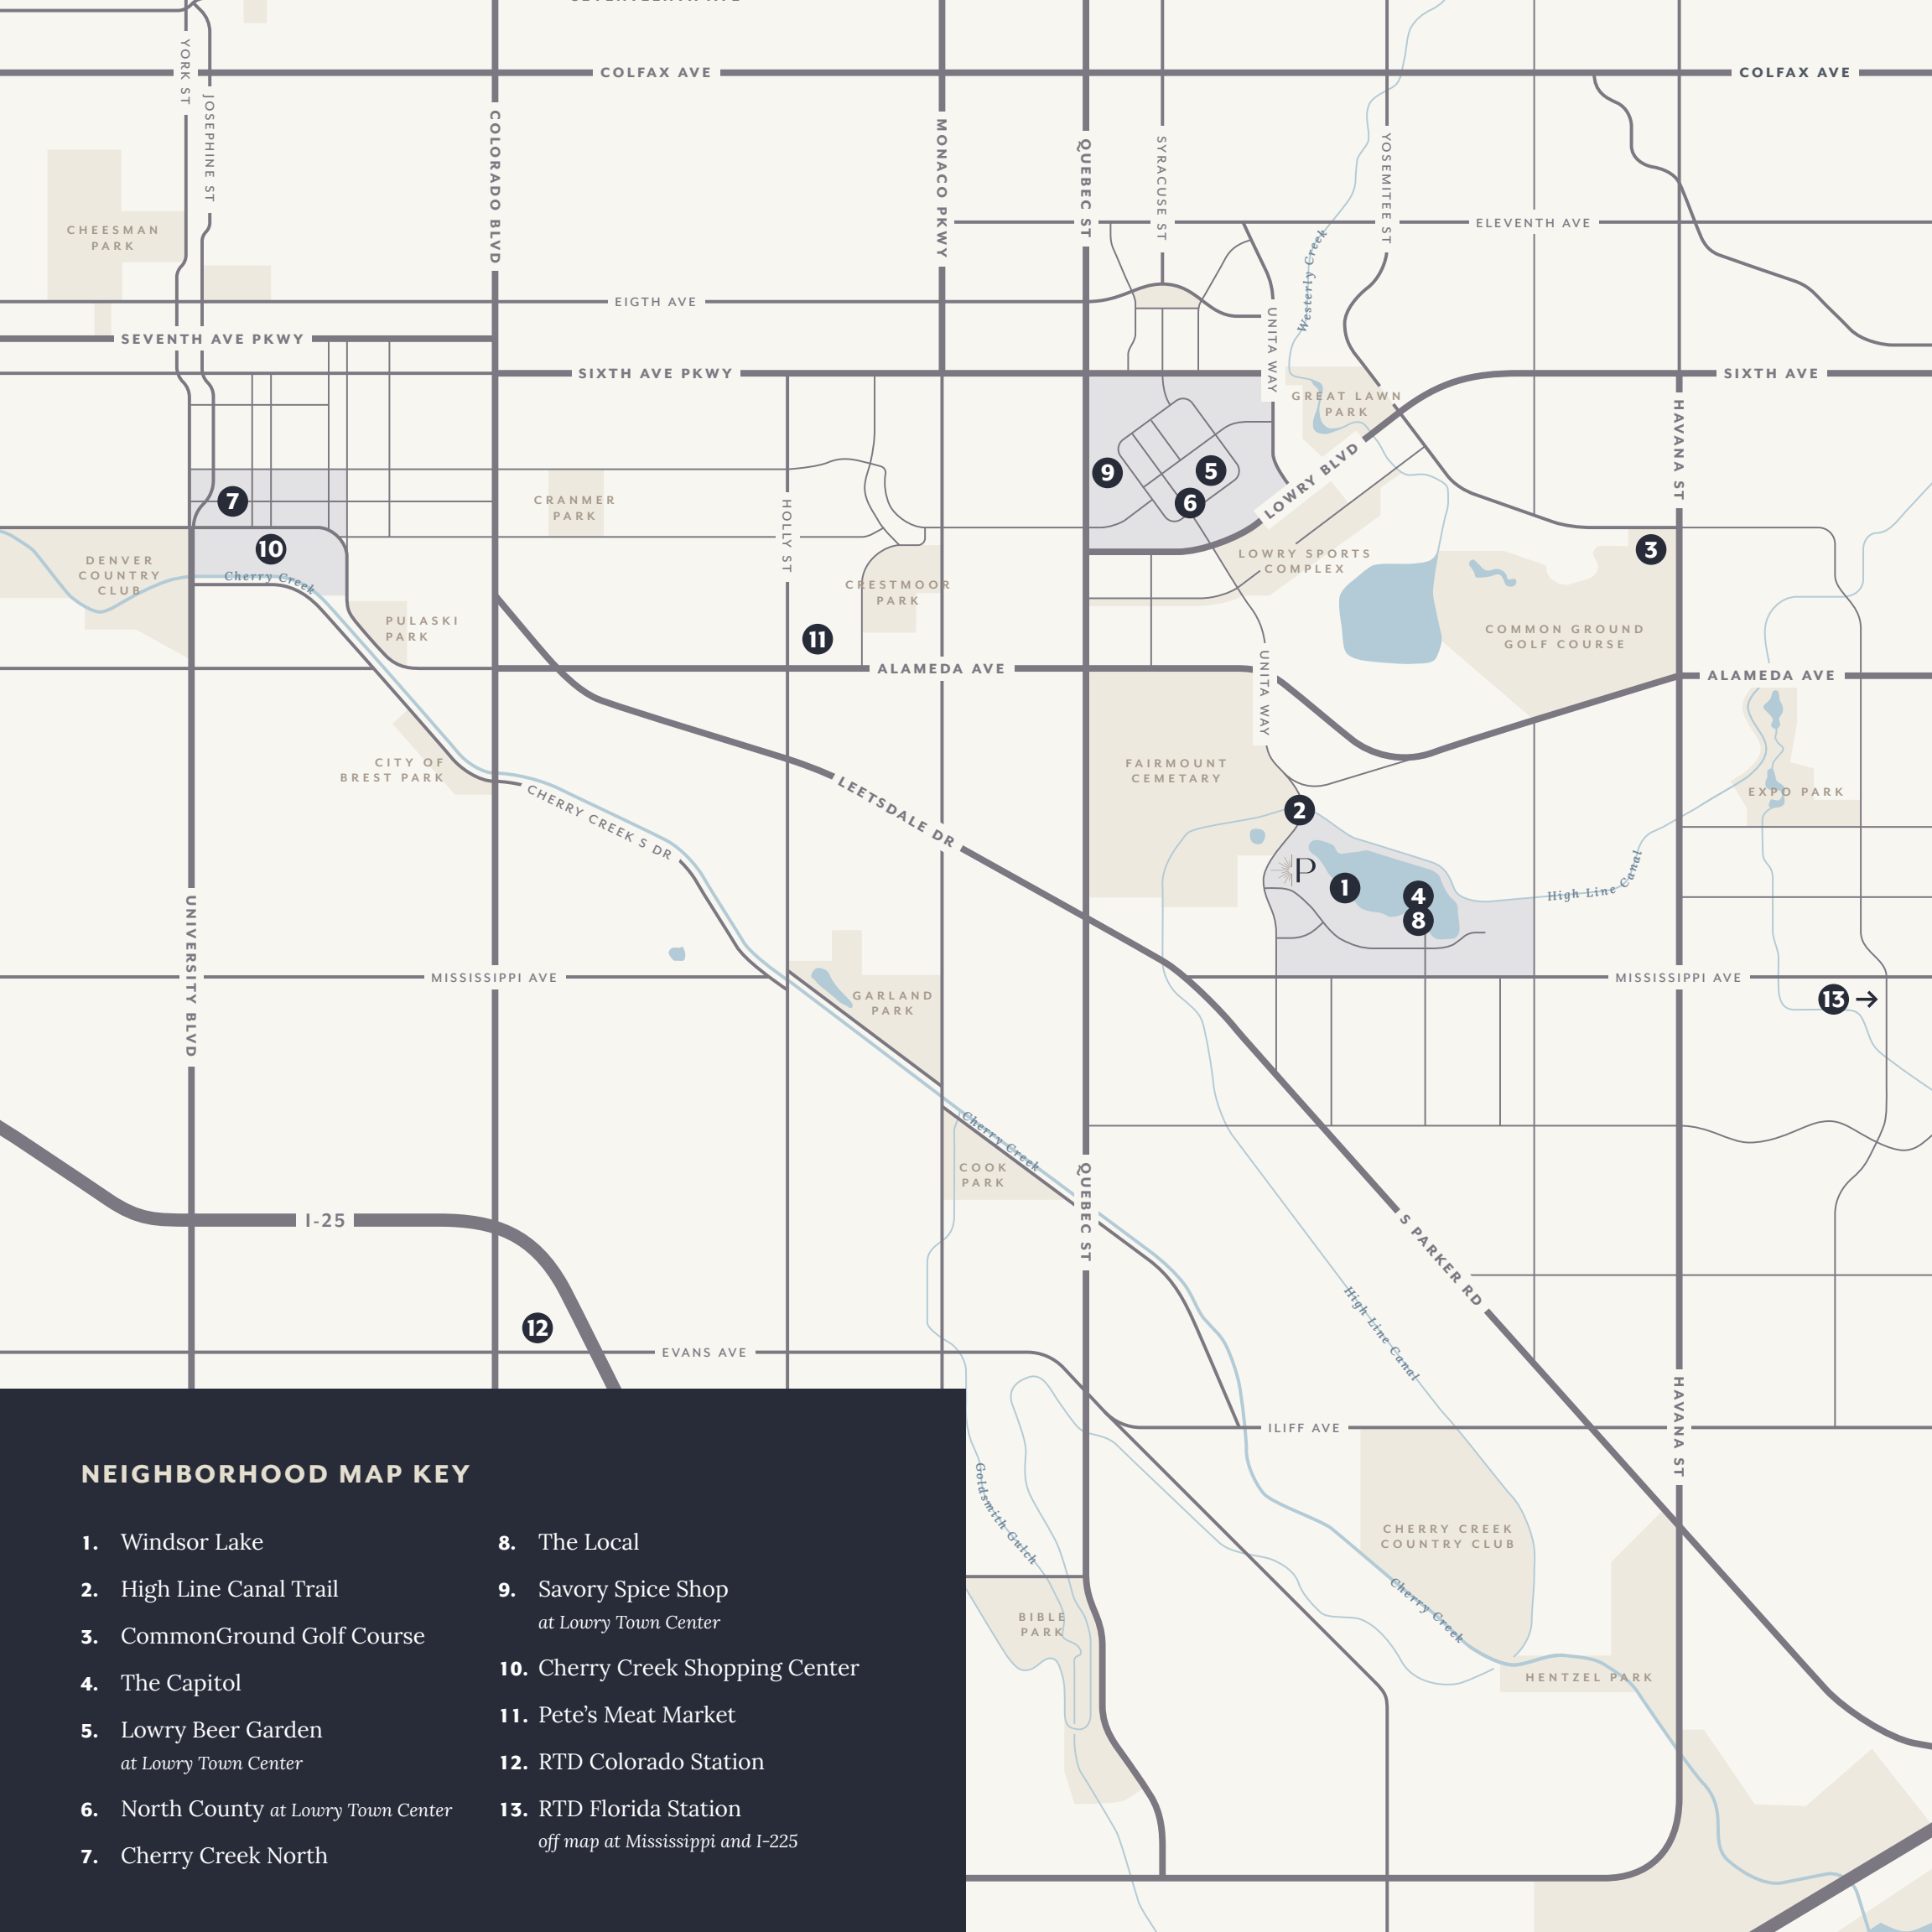 COLFAX AVE
COLFAX AVE
YORK ST
JOSEPHINE ST
COLORADO BLVD
MONACO PKWY
QUEBEC ST
SYRACUSE ST
YOSEMITEE ST
ELEVENTH AVE
CHEESMAN
PARK
Westerly Creek
EIGTH AVE
UNITA WAY
SEVENTH AVE PKWY
SIXTH AVE PKWY
SIXTH AVE
GREAT LAWN
PARK
HAVANA ST
LOWRY BLVD
9
5
6
7
CRANMER
PARK
HOLLY ST
10
3
DENVER
COUNTRY
CLUB
Cherry Creek
LOWRY SPORTS
COMPLEX
CRESTMOOR
PARK
PULASKI
PARK
11
COMMON GROUND
GOLF COURSE
ALAMEDA AVE
ALAMEDA AVE
UNITA WAY
CITY OF
BREST PARK
FAIRMOUNT
CEMETARY
EXPO PARK
CHERRY CREEK S DR
LEETSDALE DR
2
P
1
4
8
High Line Canal
UNIVERSITY BLVD
MISSISSIPPI AVE
MISSISSIPPI AVE
GARLAND
PARK
13 →
Cherry Creek
COOK
PARK
QUEBEC ST
I-25
S PARKER RD
High Line Canal
12
EVANS AVE
HAVANA ST
ILIFF AVE
Goldsmith Gulch
CHERRY CREEK
COUNTRY CLUB
Cherry Creek
BIBLE
PARK
HENTZEL PARK
NEIGHBORHOOD MAP KEY
1. Windsor Lake
2. High Line Canal Trail
3. CommonGround Golf Course
4. The Capitol
5. Lowry Beer Garden
at Lowry Town Center
6. North County at Lowry Town Center
7. Cherry Creek North
8. The Local
9. Savory Spice Shop
at Lowry Town Center
10. Cherry Creek Shopping Center
11. Pete’s Meat Market
12. RTD Colorado Station
13. RTD Florida Station
off map at Mississippi and I-225